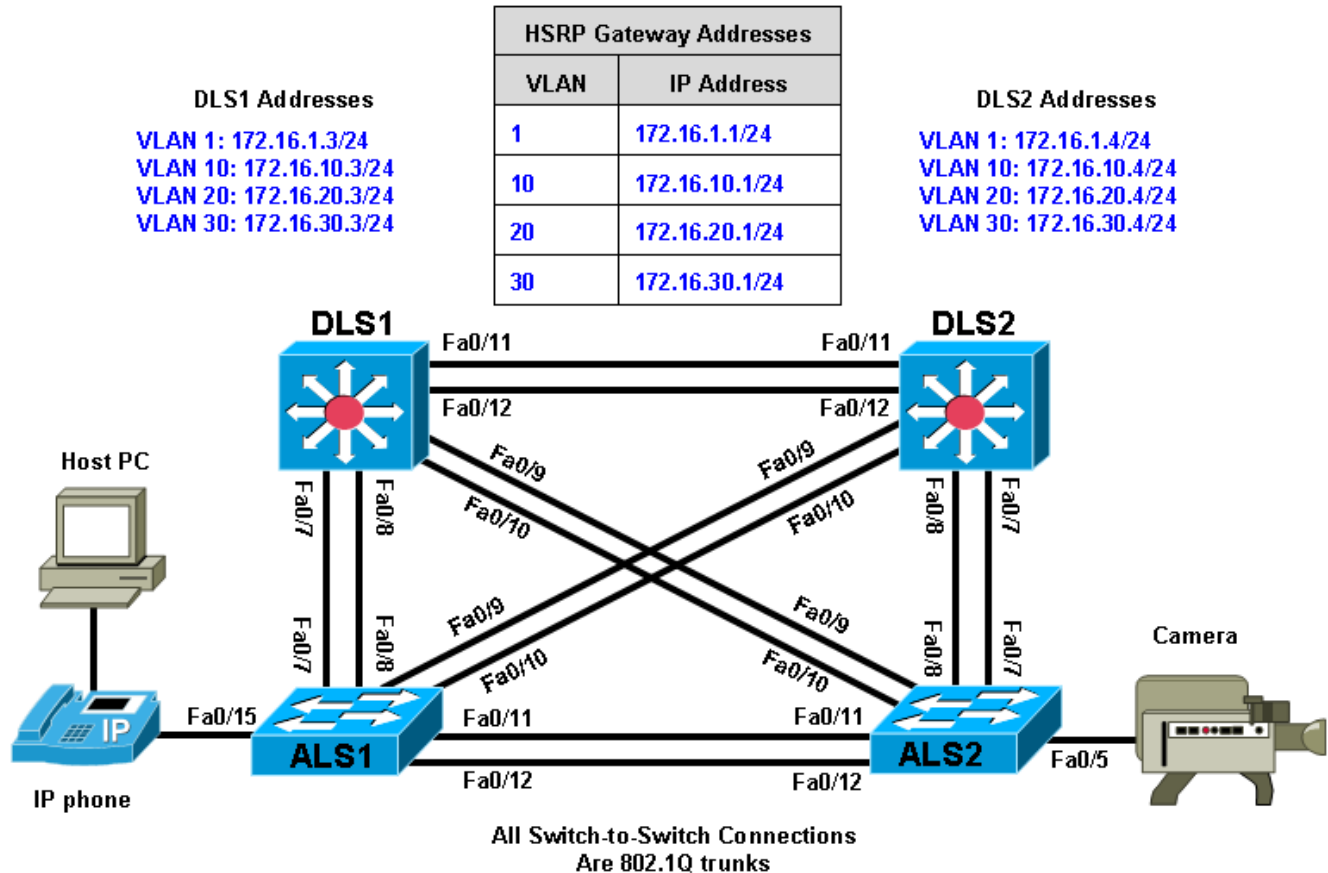 HSRP Gateway Addresses
VLAN IP Address
1 172.16.1.1/24
10 172.16.10.1/24
20 172.16.20.1/24
30 172.16.30.1/24
DLS1 Addresses
VLAN 1: 172.16.1.3/24
VLAN 10: 172.16.10.3/24
VLAN 20: 172.16.20.3/24
VLAN 30: 172.16.30.3/24
DLS2 Addresses
VLAN 1: 172.16.1.4/24
VLAN 10: 172.16.10.4/24
VLAN 20: 172.16.20.4/24
VLAN 30: 172.16.30.4/24
DLS1
DLS2
Fa0/11
Fa0/11
Fa0/12
Fa0/12
Host PC
Fa0/7
Fa0/8
Fa0/9
Fa0/10
Fa0/9
Fa0/10
Fa0/8
Fa0/7
Fa0/7
Fa0/8
Fa0/9
Fa0/10
Fa0/9
Fa0/10
Fa0/8
Fa0/7
Camera
IP
Fa0/15
ALS1
Fa0/11
Fa0/11
ALS2
Fa0/5
Fa0/12
Fa0/12
IP phone
All Switch-to-Switch Connections
Are 802.1Q trunks